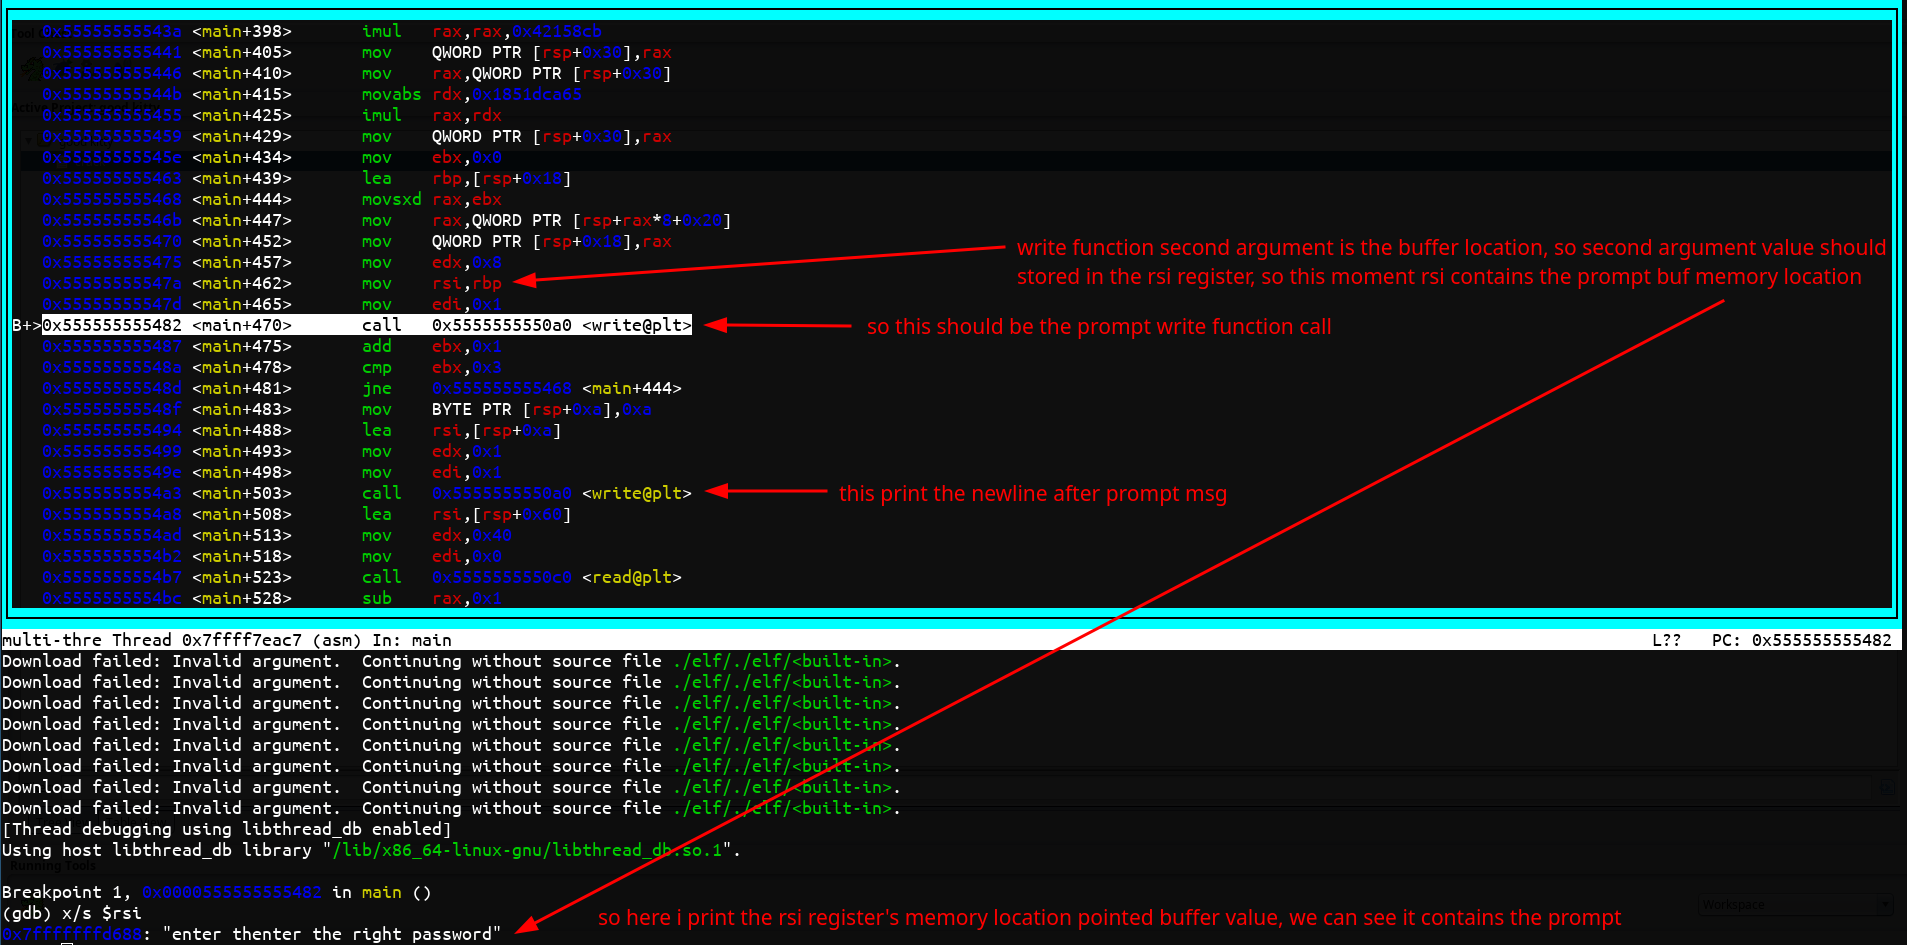 0x55555555543a <main+398> imul rax,rax,0x42158cb
0x555555555441 <main+405> mov QWORD PTR [rsp+0x30],rax
0x555555555446 <main+410> mov rax,QWORD PTR [rsp+0x30]
0x55555555544b <main+415> movabs rdx,0x1851dca65
0x555555555455 <main+425> imul rax,rdx
0x555555555459 <main+429> mov QWORD PTR [rsp+0x30],rax
0x55555555545e <main+434> mov ebx,0x0
0x555555555463 <main+439> lea rbp,[rsp+0x18]
0x555555555468 <main+444> movsxd rax,ebx
0x55555555546b <main+447> mov rax,QWORD PTR [rsp+rax*8+0x20]
0x555555555470 <main+452> mov QWORD PTR [rsp+0x18],rax
write function second argument is the buffer location, so second argument value should
0x555555555475 <main+457> mov edx,0x8
stored in the rsi register, so this moment rsi contains the prompt buf memory location
0x55555555547a <main+462> mov rsi,rbp
0x55555555547d <main+465> mov edi,0x1
B+>0x555555555482 <main+470> call 0x5555555550a0 <write@plt>
so this should be the prompt write function call
0x555555555487 <main+475> add ebx,0x1
0x55555555548a <main+478> cmp ebx,0x3
0x55555555548d <main+481> jne 0x555555555468 <main+444>
0x55555555548f <main+483> mov BYTE PTR [rsp+0xa],0xa
0x555555555494 <main+488> lea rsi,[rsp+0xa]
0x555555555499 <main+493> mov edx,0x1
0x55555555549e <main+498> mov edi,0x1
0x5555555554a3 <main+503> call 0x5555555550a0 <write@plt>
this print the newline after prompt msg
0x5555555554a8 <main+508> lea rsi,[rsp+0x60]
0x5555555554ad <main+513> mov edx,0x40
0x5555555554b2 <main+518> mov edi,0x0
0x5555555554b7 <main+523> call 0x5555555550c0 <read@plt>
0x5555555554bc <main+528> sub rax,0x1
multi-thre Thread 0x7ffff7eac7 (asm) In: main L?? PC: 0x555555555482
Download failed: Invalid argument. Continuing without source file ./elf/./elf/<built-in>.
Download failed: Invalid argument. Continuing without source file ./elf/./elf/<built-in>.
Download failed: Invalid argument. Continuing without source file ./elf/./elf/<built-in>.
Download failed: Invalid argument. Continuing without source file ./elf/./elf/<built-in>.
Download failed: Invalid argument. Continuing without source file ./elf/./elf/<built-in>.
Download failed: Invalid argument. Continuing without source file ./elf/./elf/<built-in>.
Download failed: Invalid argument. Continuing without source file ./elf/./elf/<built-in>.
Download failed: Invalid argument. Continuing without source file ./elf/./elf/<built-in>.
[Thread debugging using libthread_db enabled]
Using host libthread_db library "/lib/x86_64-linux-gnu/libthread_db.so.1".
Running Tools
Breakpoint 1, 0x0000555555555482 in main ()
Workspace
(gdb) x/s $rsi
so here i print the rsi register's memory location pointed buffer value, we can see it contains the prompt
0x7fffffffd688: "enter thenter the right password"